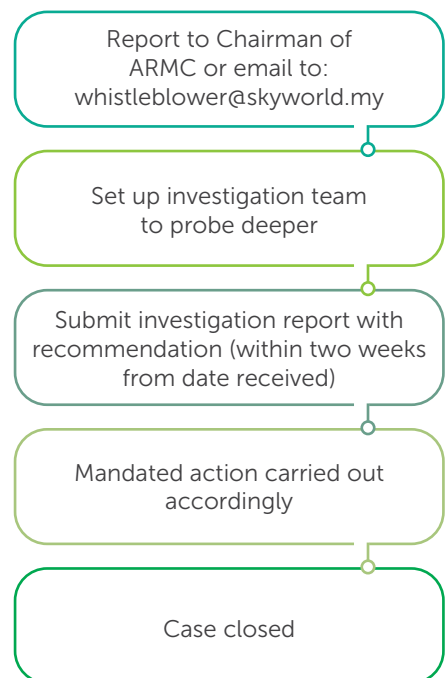 Report to Chairman of
ARMC or email to:
whistleblower@skyworld.my
Set up investigation team
to probe deeper
Submit investigation report with
recommendation (within two weeks
from date received)
Mandated action carried out
accordingly
Case closed